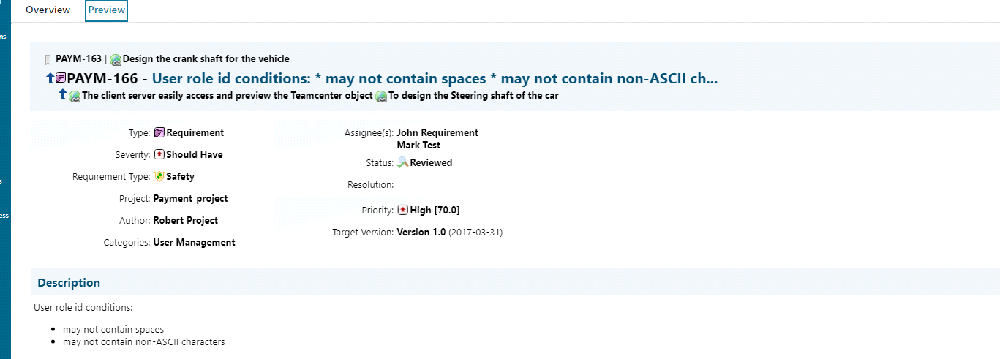 Overview Preview
PAYM-163 | Design the crank shaft for the vehicle
PAYM-166 - User role id conditions: * may not contain spaces * may not contain non-ASCII ch...
The client server easily access and preview the Teamcenter object To design the Steering shaft of the car
Type: Requirement
Severity: Should Have
Requirement Type: Safety
Project: Payment_project
Author: Robert Project
Categories: User Management
Assignee(s): John Requirement
Mark Test
Status: Reviewed
Resolution:
Priority: High [70.0]
Target Version: Version 1.0 (2017-03-31)
Description
User role id conditions:
• may not contain spaces
• may not contain non-ASCII characters